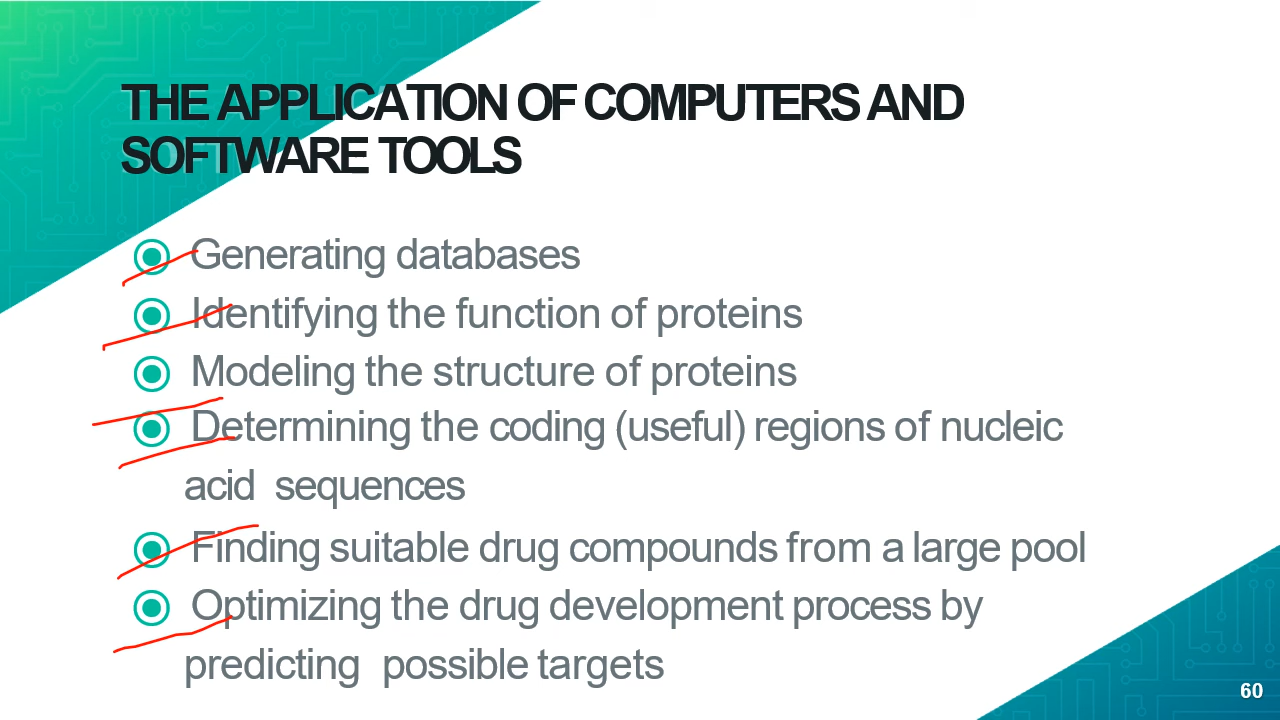 THE APPLICATION OF COMPUTERS AND
SOFTWARE TOOLS
Generating databases
Identifying the function of proteins
Modeling the structure of proteins
Determining the coding (useful) regions of nucleic
acid sequences
Finding suitable drug compounds from a large pool
Optimizing the drug development process by
predicting possible targets
60